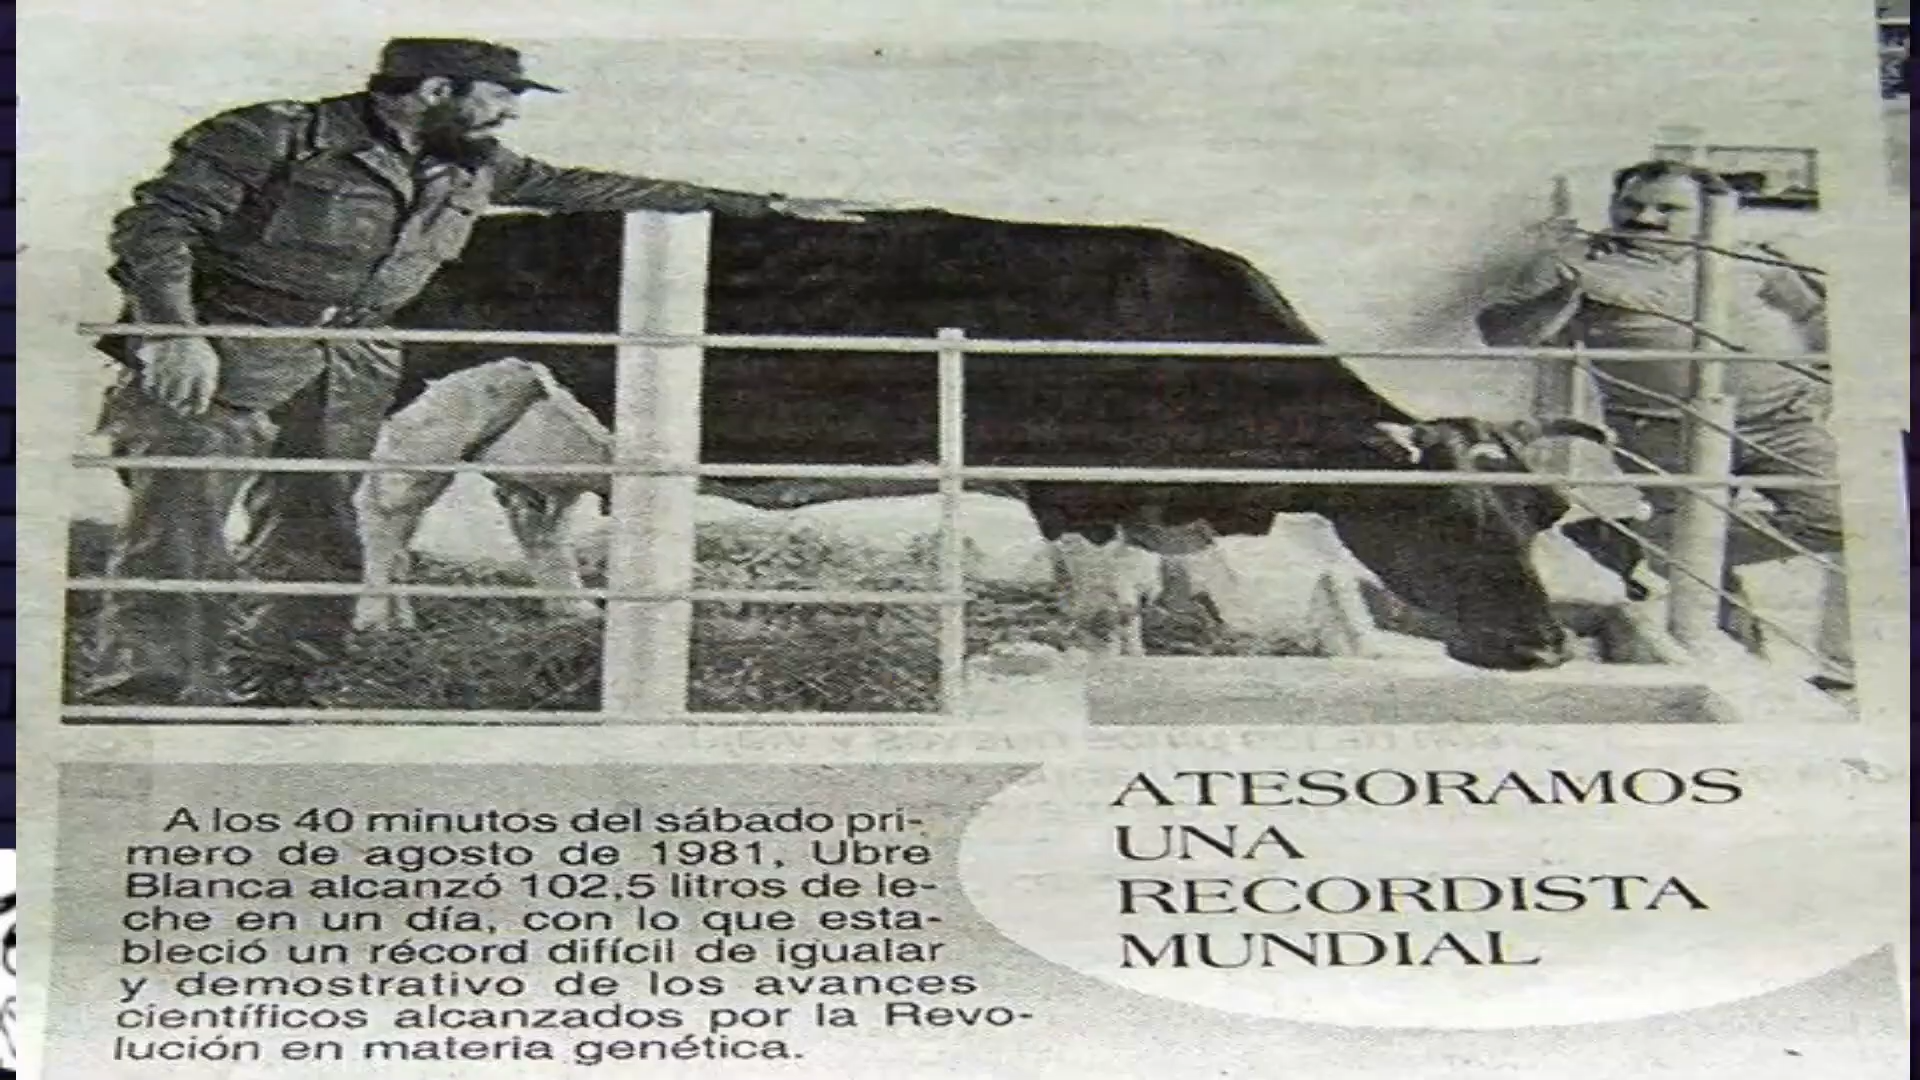 A los 40 minutos del sábado pri-
mero de agosto de 1981, Ubre
Blanca alcanzó 102,5 litros de le-
che en un día, con lo que esta-
bleció un récord difícil de igualar
y demostrativo de los avances
científicos alcanzados por la Revo-
lución en materia genética.
ATESORAMOS
UNA
RECORDISTA
MUNDIAL